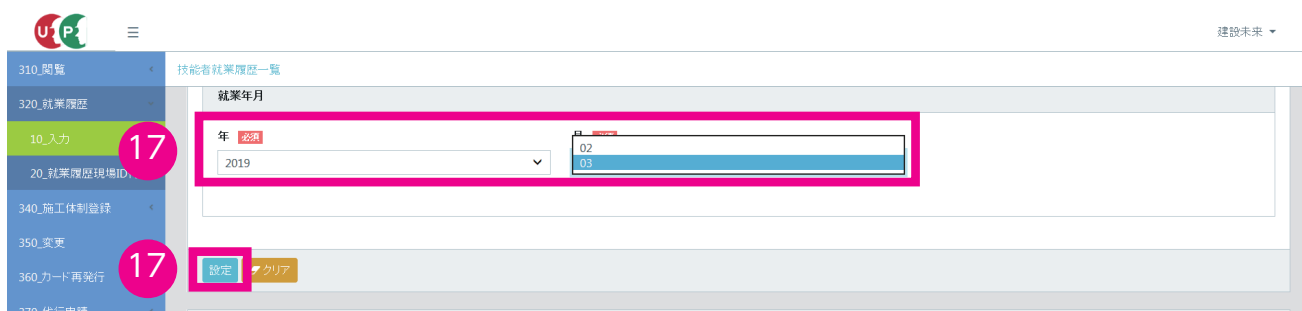 建設未来
310_閲覧
技能者就業履歴一覧
320_就業履歴
就業年月
10_入力
17
年 必須
02
2019
03
20_就業履歴現場ID
340_施工体制登録
350_変更
17
設定 クリア
360_カード再発行